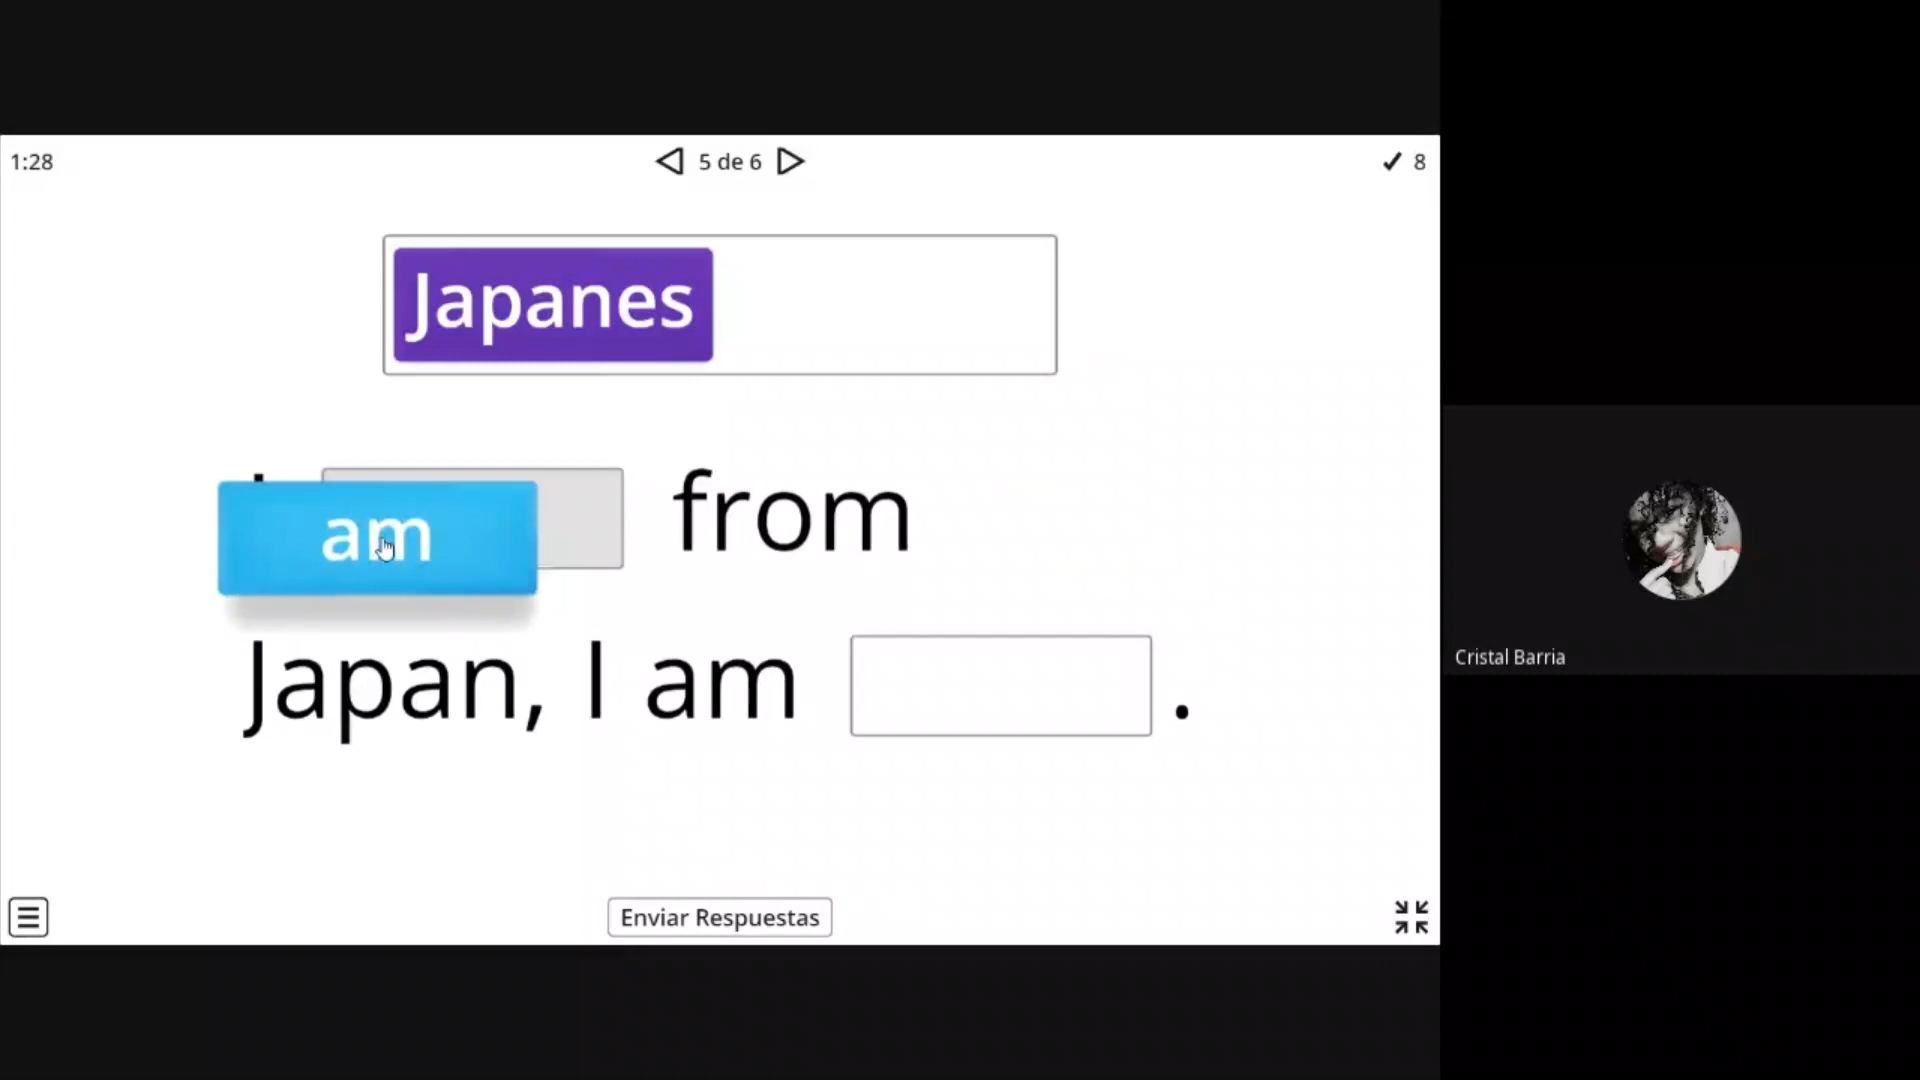 1:28
5 de 6
✓ 8
Japanes
am from
Japan, I am .
Enviar Respuestas
Cristal Barria